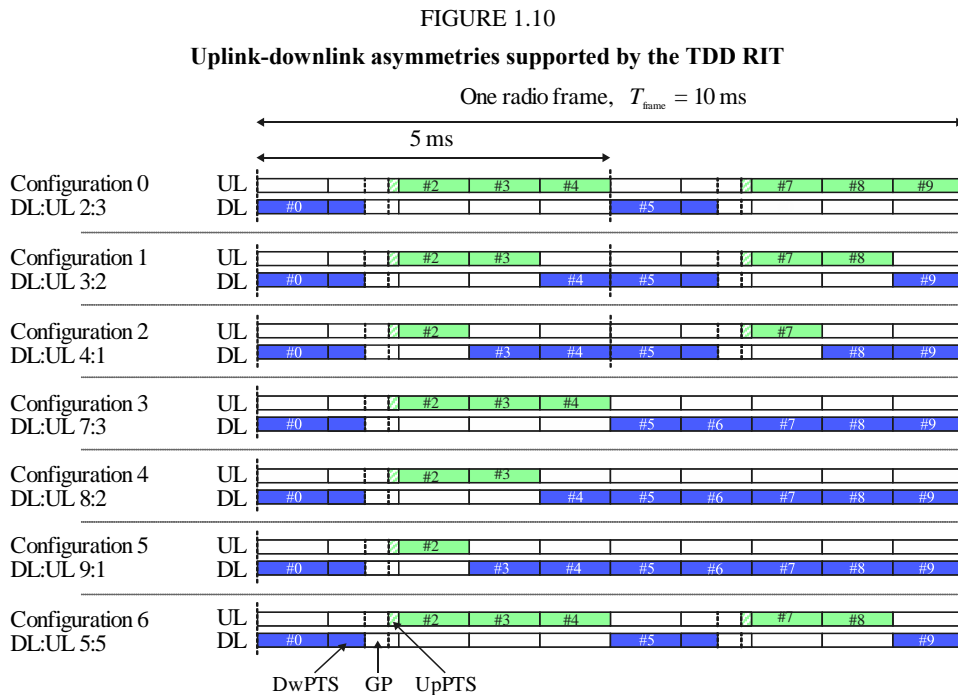 FIGURE 1.10
Uplink-downlink asymmetries supported by the TDD RIT
One radio frame, T_frame = 10 ms
5 ms
Configuration 0 UL #2 #3 #4 #7 #8 #9
DL:UL 2:3 DL #0 #5
Configuration 1 UL #2 #3 #7 #8
DL:UL 3:2 DL #0 #4 #5 #9
Configuration 2 UL #2 #7
DL:UL 4:1 DL #0 #3 #4 #5 #8 #9
Configuration 3 UL #2 #3 #4
DL:UL 7:3 DL #0 #5 #6 #7 #8 #9
Configuration 4 UL #2 #3
DL:UL 8:2 DL #0 #4 #5 #6 #7 #8 #9
Configuration 5 UL #2
DL:UL 9:1 DL #0 #3 #4 #5 #6 #7 #8 #9
Configuration 6 UL #2 #3 #4 #7 #8
DL:UL 5:5 DL #0 #5 #9
DwPTS GP UpPTS